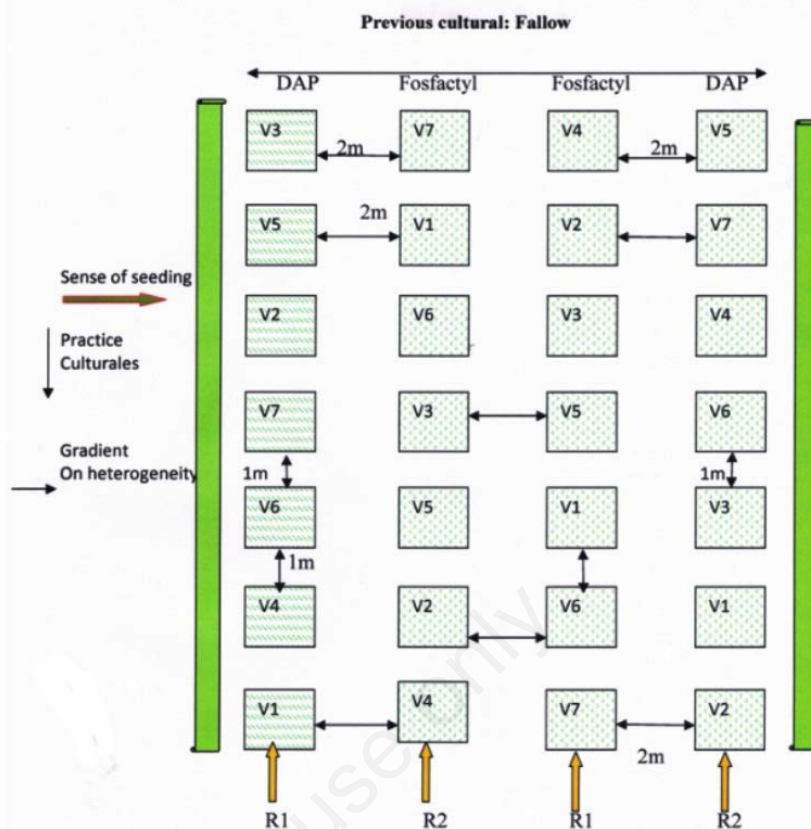 Previous cultural: Fallow
DAP Fosfactyl Fosfactyl DAP
V3 V7 V4 V5
2m 2m
2m
V5 V1 V2 V7
Sense of seeding
V2 V6 V3 V4
Practice
Culturales
V7 V3 V5 V6
Gradient
On heterogeneity
1m 1m
V6 V5 V1 V3
1m
V4 V2 V6 V1
V1 V4 V7 V2
2m
R1 R2 R1 R2
use only